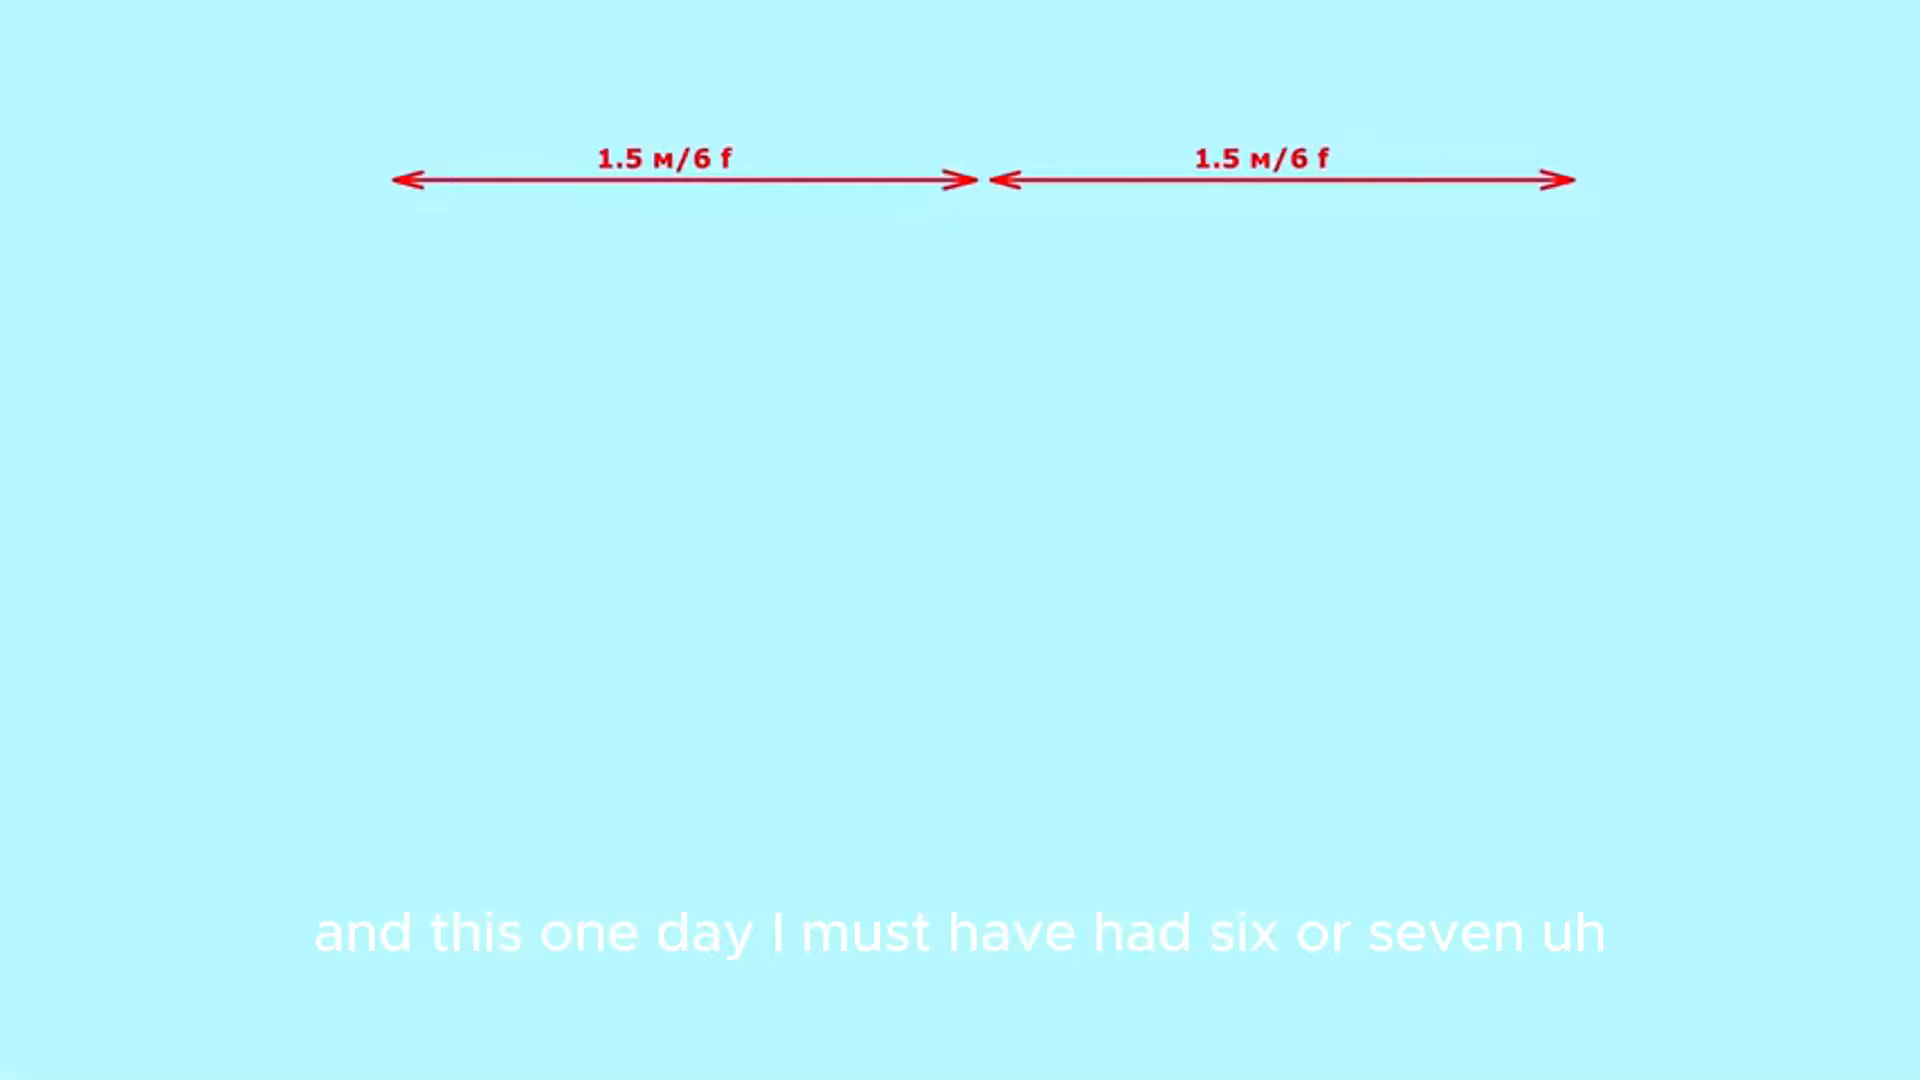 1.5 м/6 f 1.5 м/6 f
and this one day I must have had six or seven uh